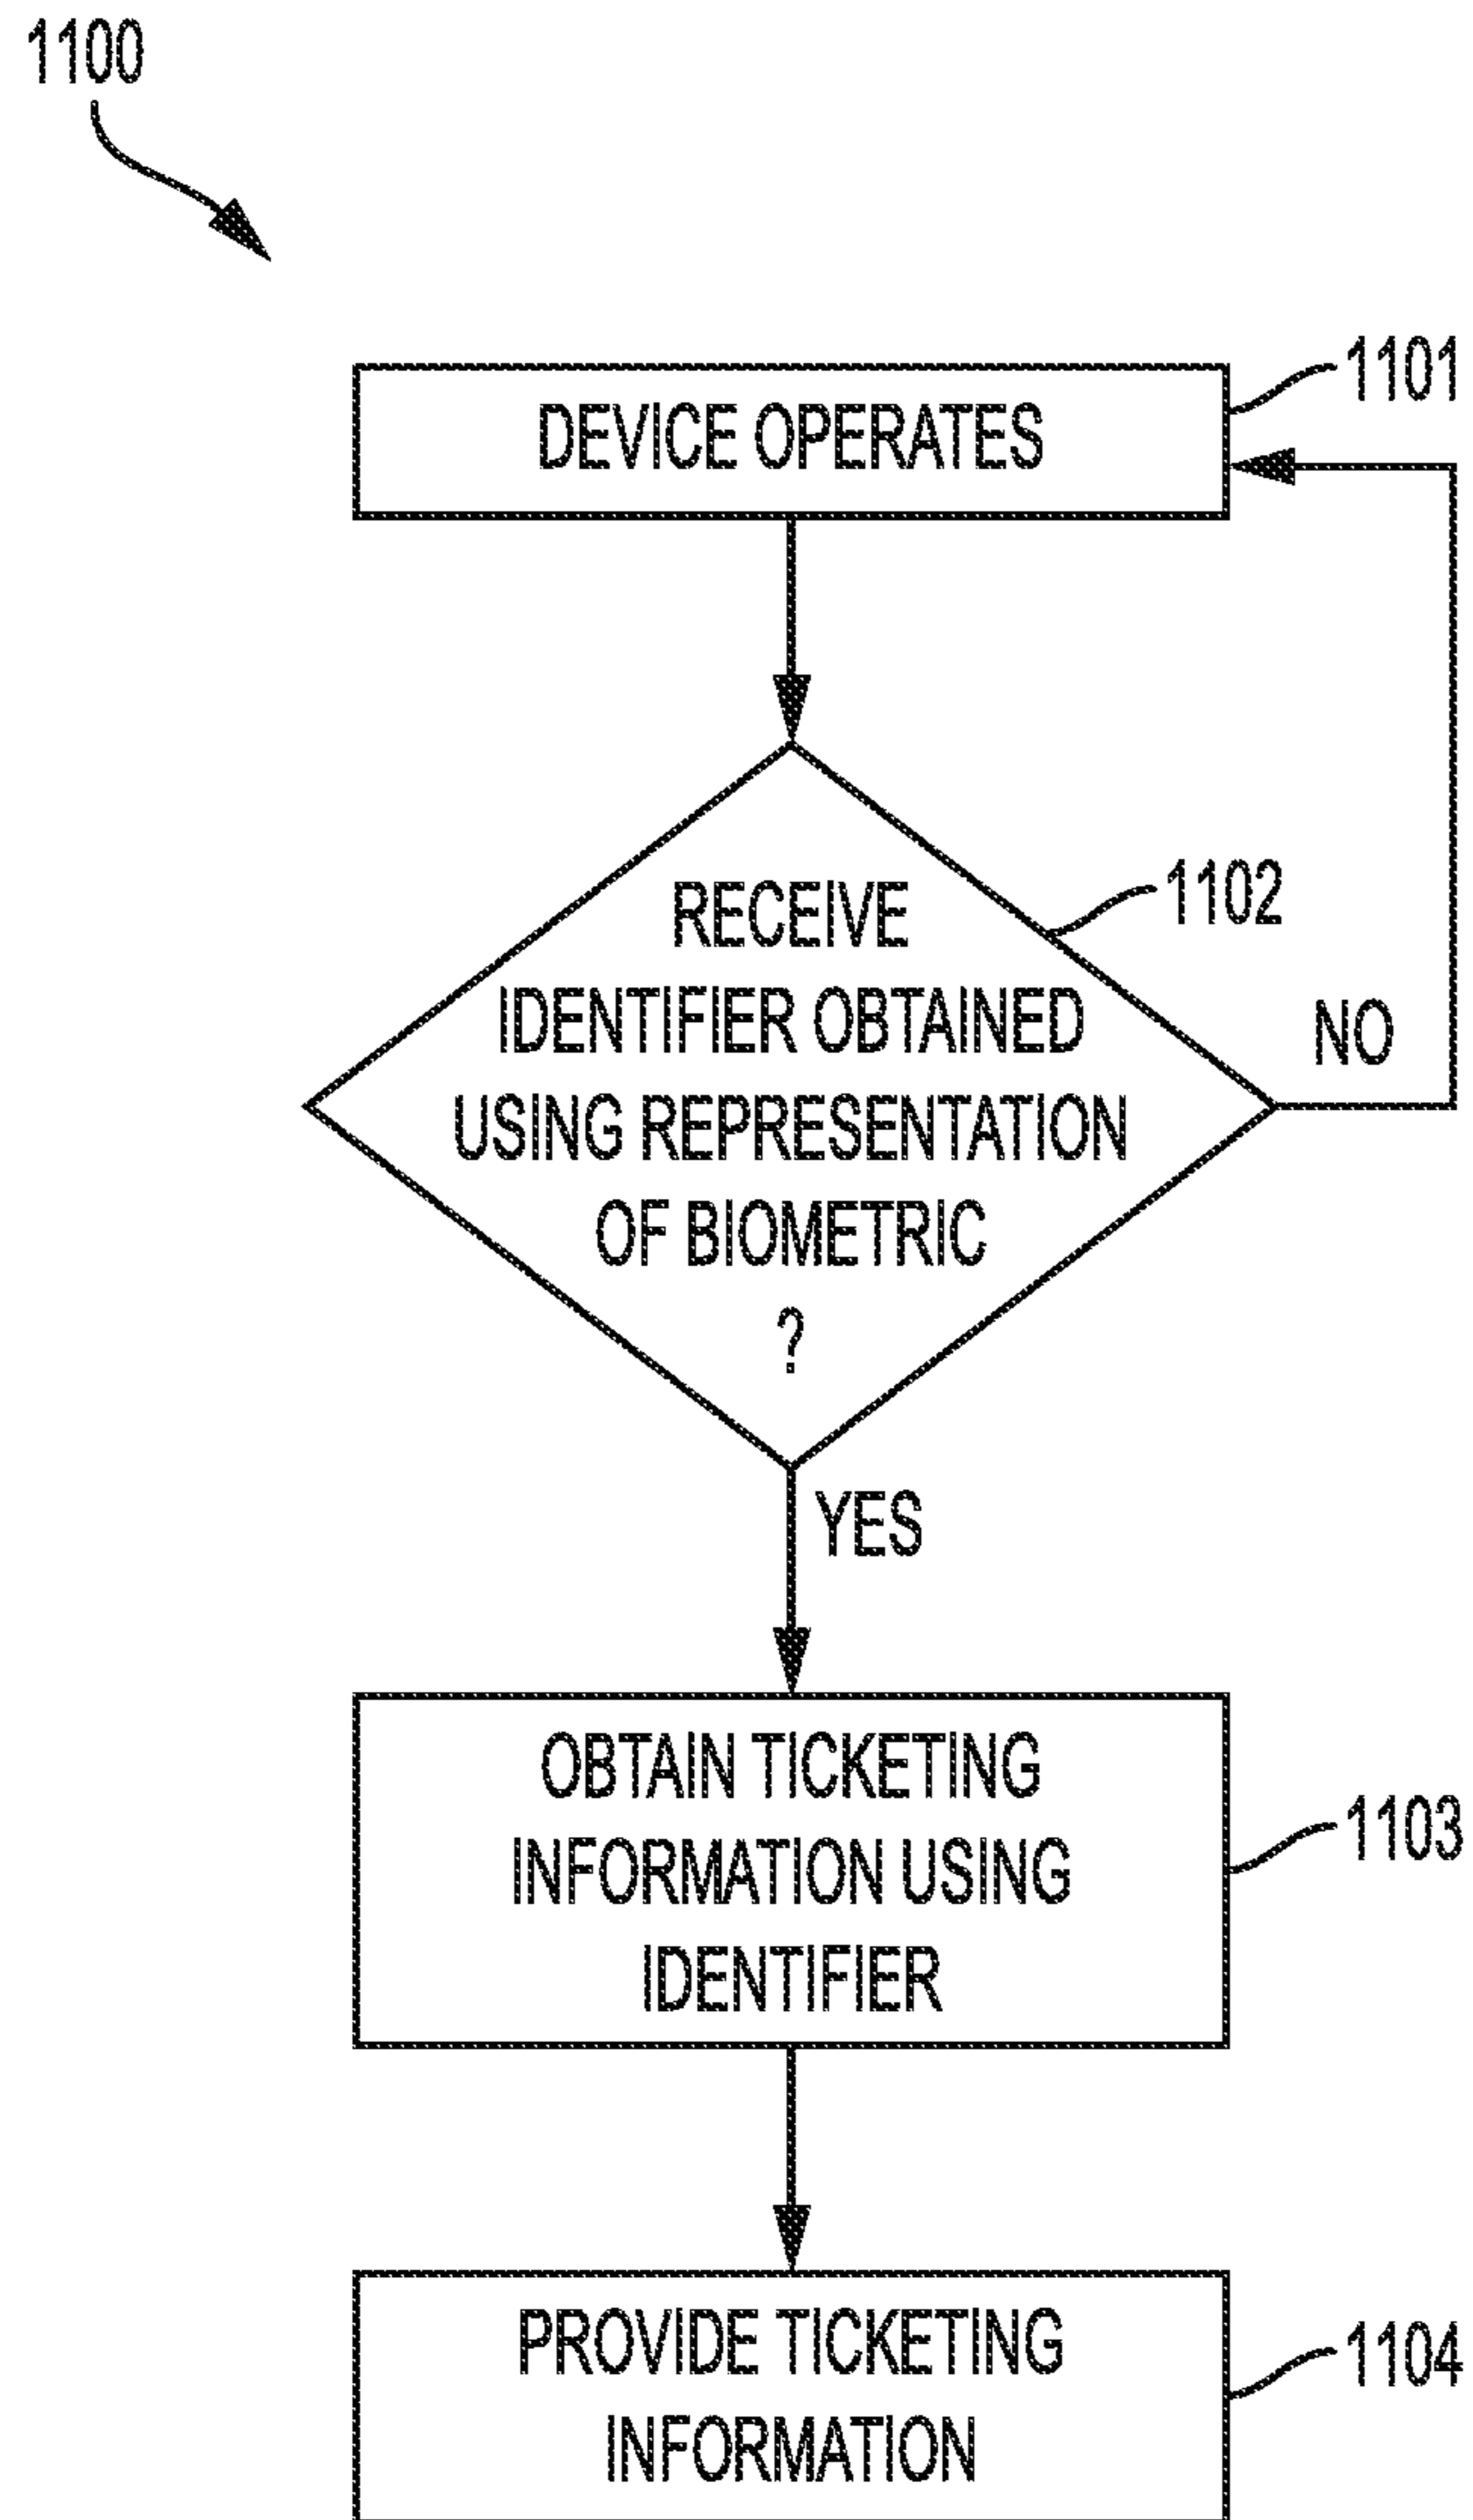 1100
1101
DEVICE OPERATES
1102
RECEIVE
IDENTIFIER OBTAINED
NO
USING REPRESENTATION
OF BIOMETRIC
?
YES
OBTAIN TICKETING
1103
INFORMATION USING
IDENTIFIER
PROVIDE TICKETING
1104
INFORMATION